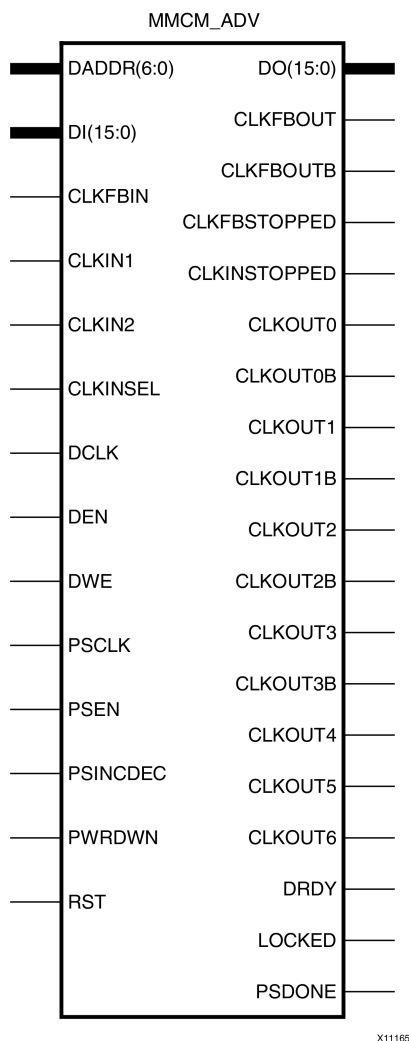 MMCM_ADV
DADDR(6:0)
DI(15:0)
CLKFBIN
CLKIN1
CLKIN2
CLKINSEL
DCLK
DEN
DWE
PSCLK
PSEN
PSINCDEC
PWRDWN
RST
DO(15:0)
CLKFBOUT
CLKFBOUTB
CLKFBSTOPPED
CLKINSTOPPED
CLKOUT0
CLKOUT0B
CLKOUT1
CLKOUT1B
CLKOUT2
CLKOUT2B
CLKOUT3
CLKOUT3B
CLKOUT4
CLKOUT5
CLKOUT6
DRDY
LOCKED
PSDONE
X11165